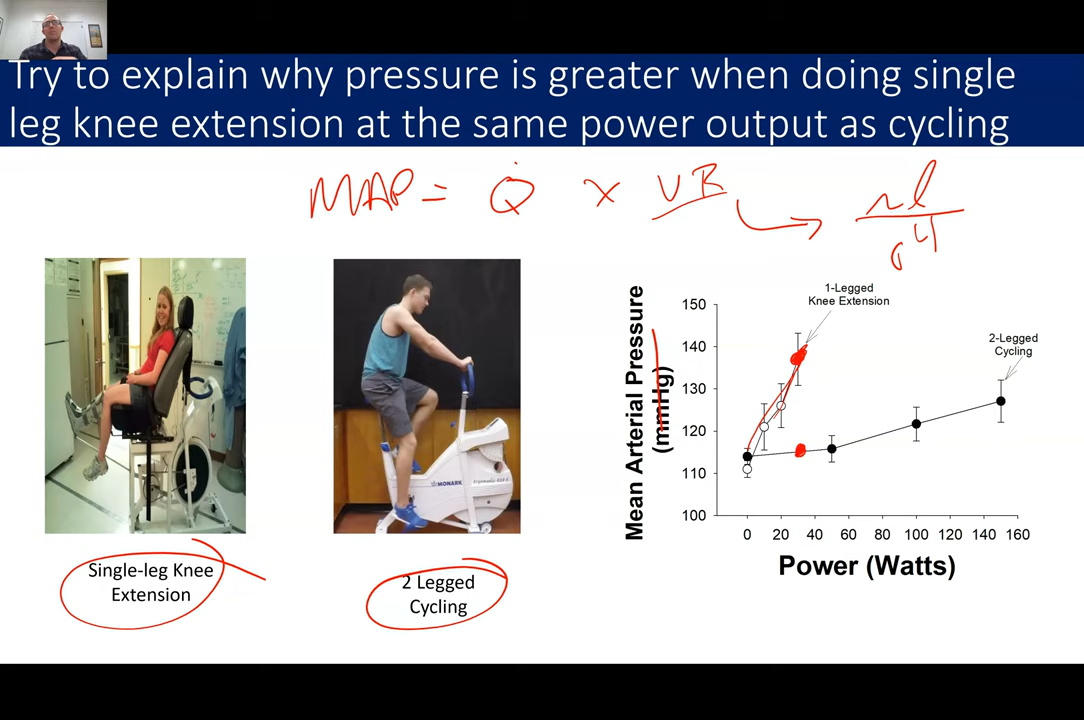 Try to explain why pressure is greater when doing single
leg knee extension at the same power output as cycling
MAP = Q̇ x VR → ηl
r4
1-Legged
Knee Extension
2-Legged
Cycling
Mean Arterial Pressure
(mmHg)
150
140
130
120
110
100
0 20 40 60 80 100 120 140 160
Power (Watts)
MONARK
Single-leg Knee
Extension
2 Legged
Cycling